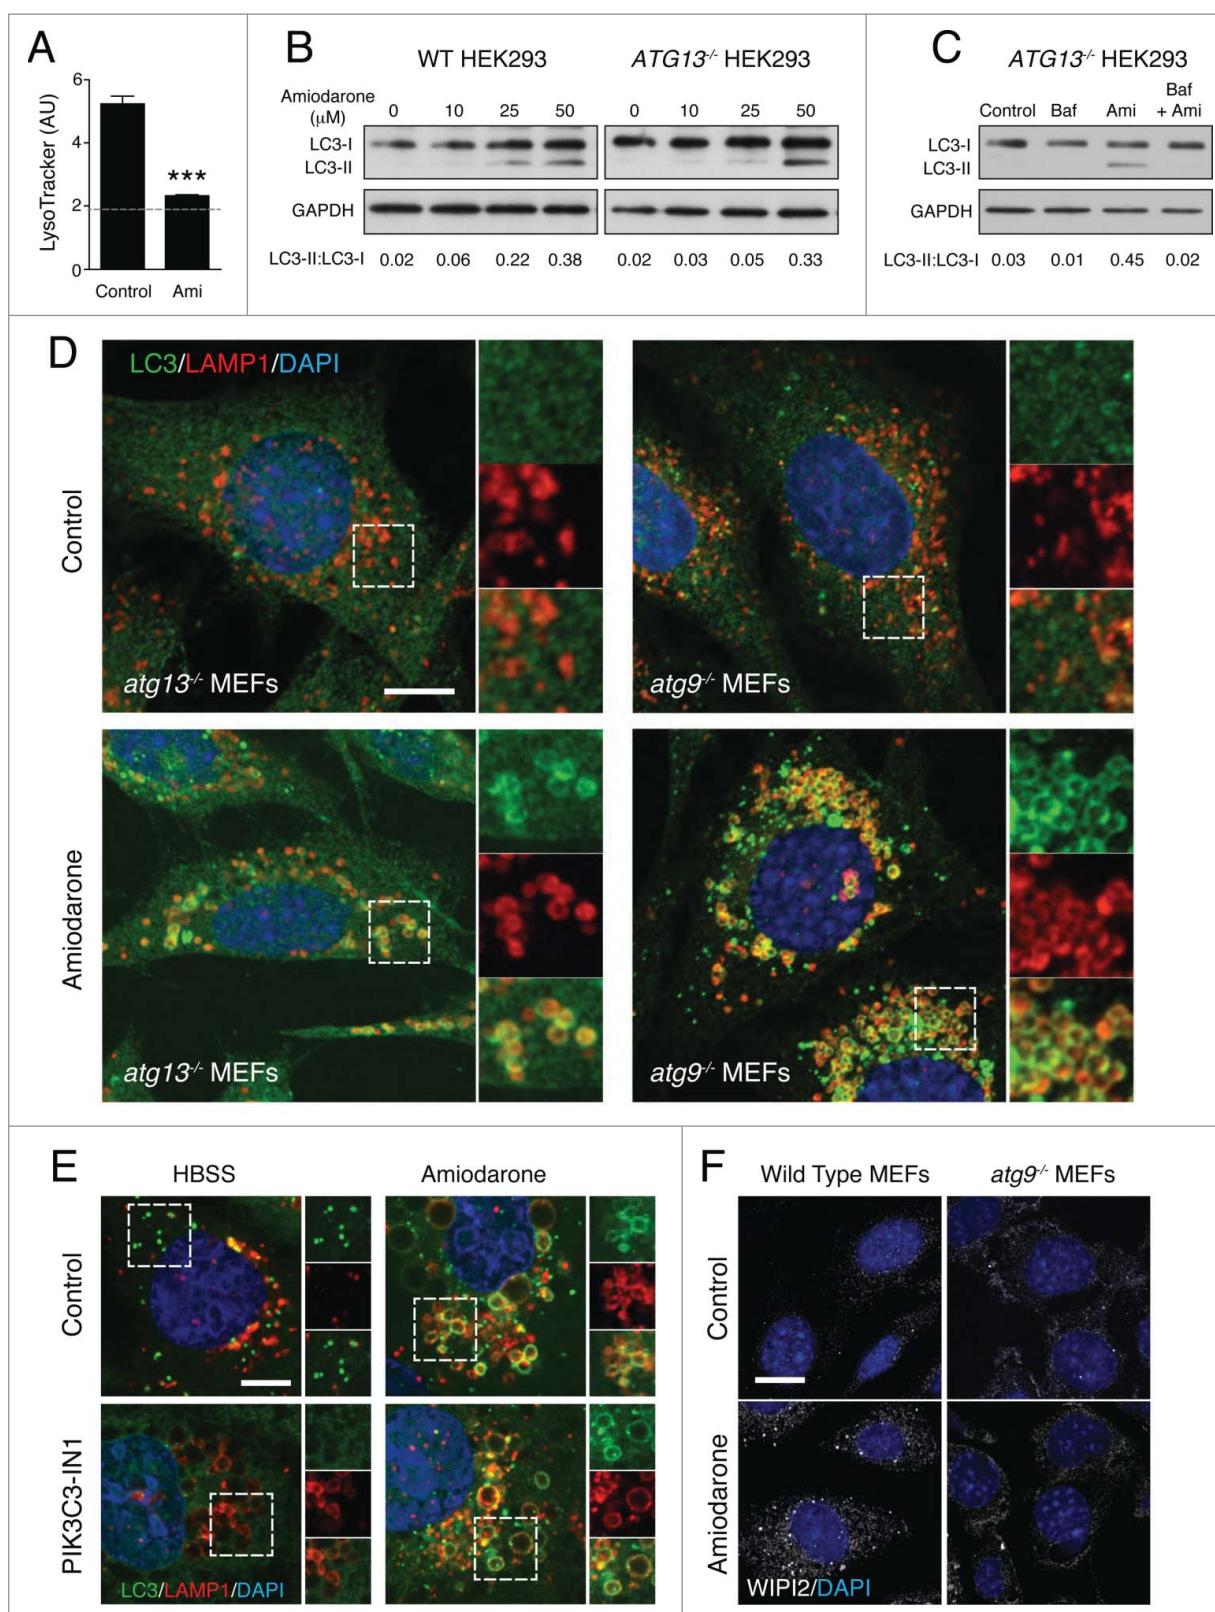 A
LysoTracker (AU)
6
4
2
0
***
Control Ami
B
WT HEK293 ATG13-/- HEK293
Amiodarone
(µM)
0 10 25 50 0 10 25 50
LC3-I
LC3-II
GAPDH
LC3-II:LC3-I 0.02 0.06 0.22 0.38 0.02 0.03 0.05 0.33
C
ATG13-/- HEK293
Control Baf Ami Baf + Ami
LC3-I
LC3-II
GAPDH
LC3-II:LC3-I 0.03 0.01 0.45 0.02
D
LC3/LAMP1/DAPI
Control
atg13-/- MEFs atg9-/- MEFs
Amiodarone
atg13-/- MEFs atg9-/- MEFs
E
HBSS Amiodarone
Control
PIK3C3-IN1
LC3/LAMP1/DAPI
F
Wild Type MEFs atg9-/- MEFs
Control
Amiodarone
WIPI2/DAPI